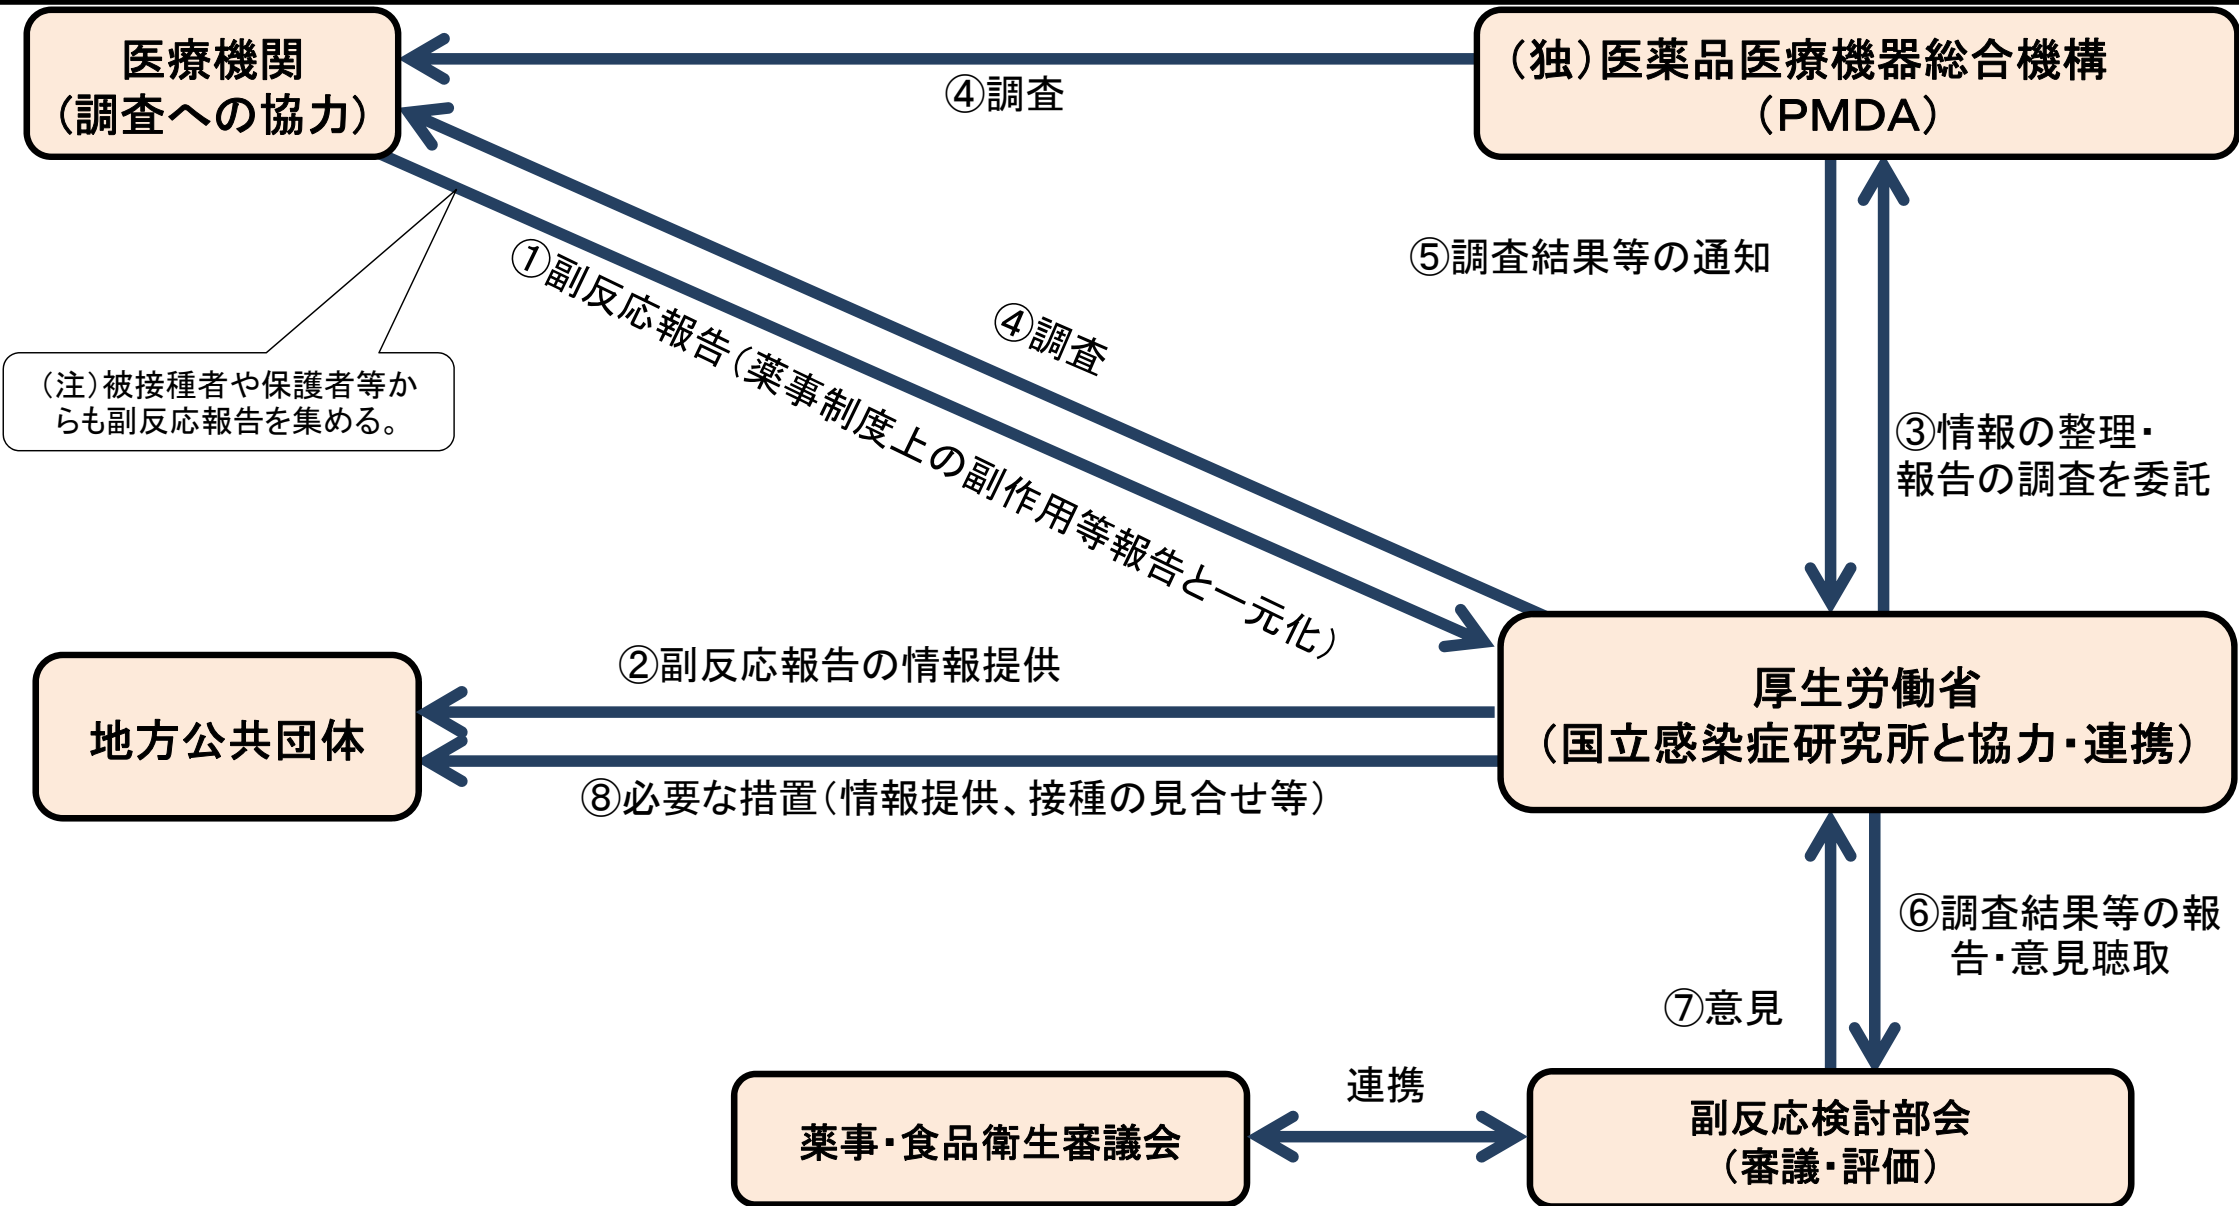 医療機関
(調査への協力)
(独)医薬品医療機器総合機構
(PMDA)
④調査
⑤調査結果等の通知
①副反応報告(薬事制度上の副作用等報告と一元化)
④調査
(注)被接種者や保護者等か
らも副反応報告を集める。
③情報の整理・
報告の調査を委託
②副反応報告の情報提供
地方公共団体
厚生労働省
(国立感染症研究所と協力・連携)
⑧必要な措置(情報提供、接種の見合せ等)
⑥調査結果等の報
告・意見聴取
⑦意見
連携
薬事・食品衛生審議会
副反応検討部会
(審議・評価)